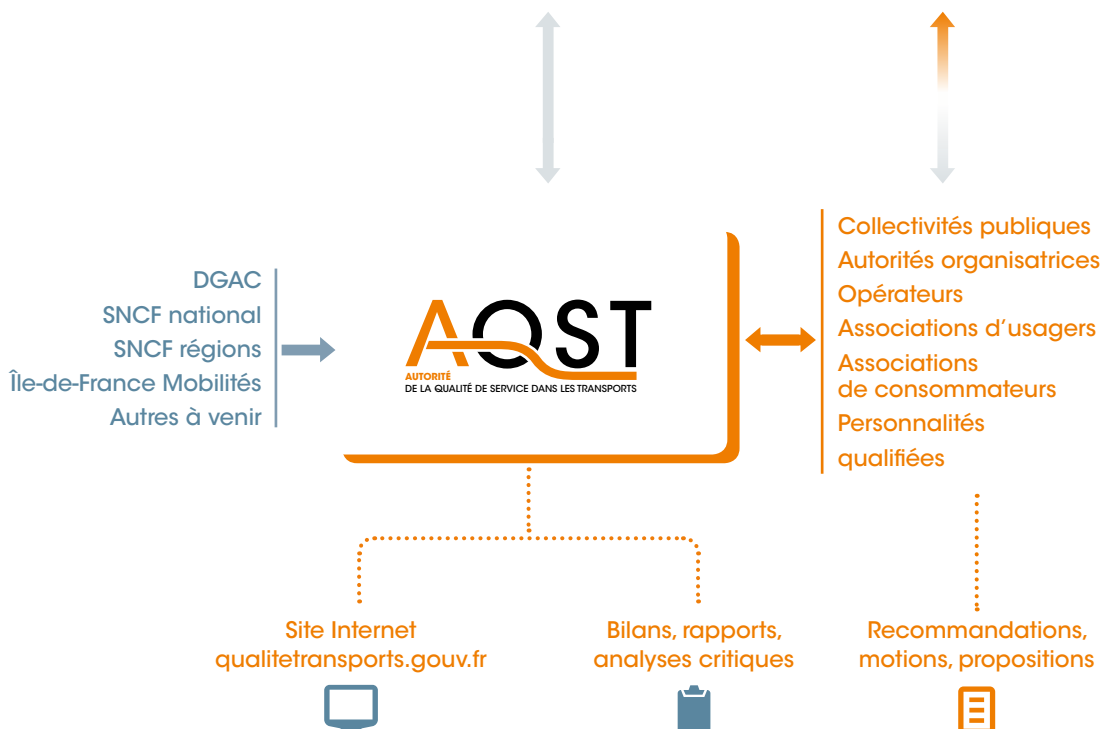 DGAC
SNCF national
SNCF régions
Île-de-France Mobilités
Autres à venir
AQST
AUTORITÉ
DE LA QUALITÉ DE SERVICE DANS LES TRANSPORTS
Collectivités publiques
Autorités organisatrices
Opérateurs
Associations d’usagers
Associations
de consommateurs
Personnalités
qualifiées
Site Internet
qualitetransports.gouv.fr
Bilans, rapports,
analyses critiques
Recommandations,
motions, propositions